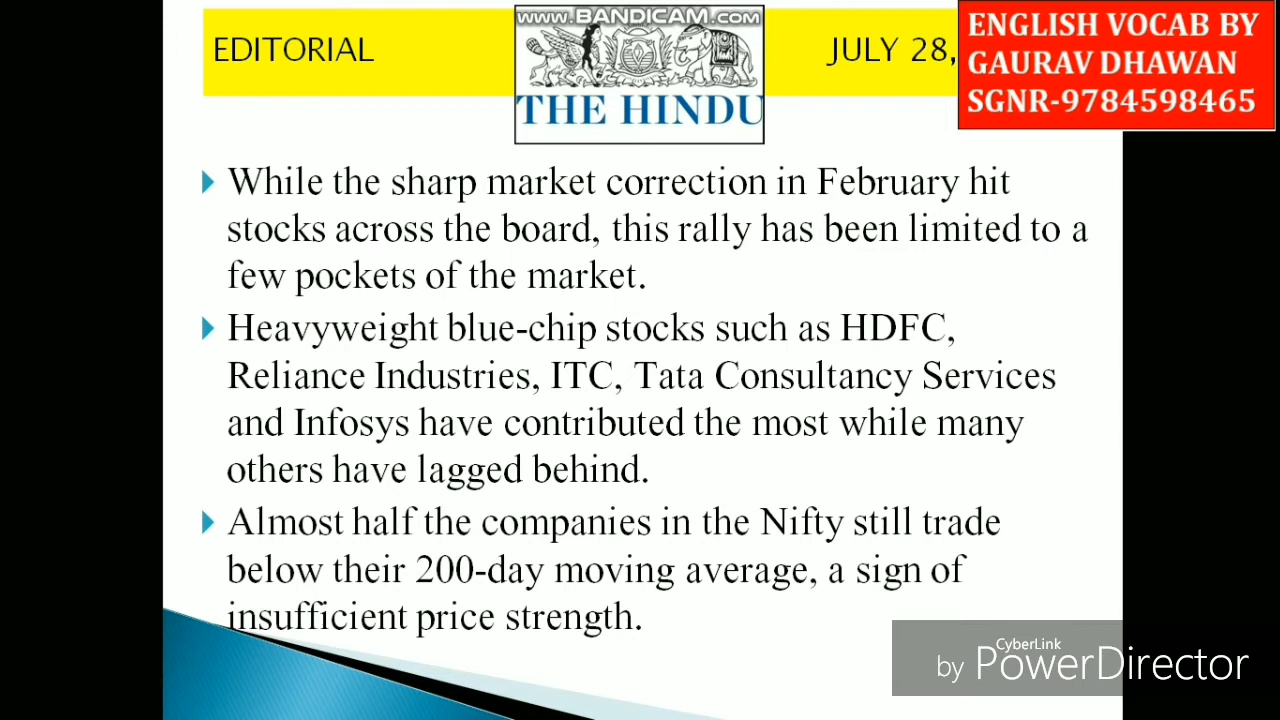 WWW.BANDICAM.COM
EDITORIAL
THE HINDU
JULY 28,
ENGLISH VOCAB BY
GAURAV DHAWAN
SGNR-9784598465
While the sharp market correction in February hit
stocks across the board, this rally has been limited to a
few pockets of the market.
Heavyweight blue-chip stocks such as HDFC,
Reliance Industries, ITC, Tata Consultancy Services
and Infosys have contributed the most while many
others have lagged behind.
Almost half the companies in the Nifty still trade
below their 200-day moving average, a sign of
insufficient price strength.
CyberLink
by PowerDirector